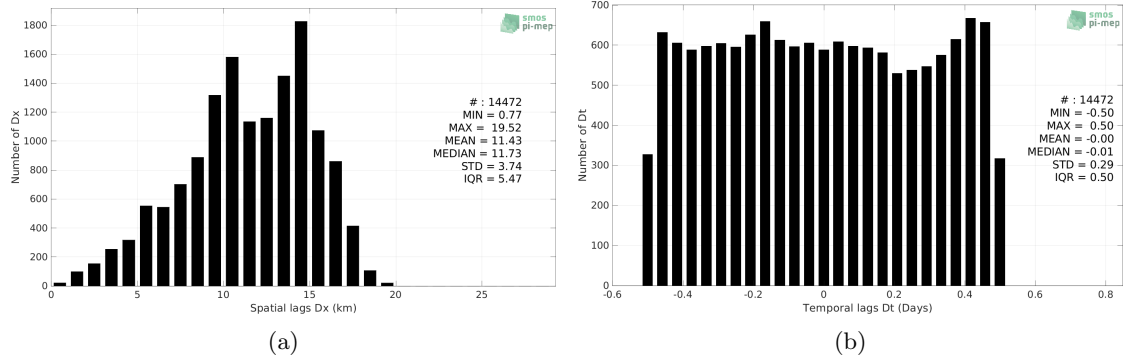 1800
1600
1400
1200
1000
800
600
400
200
0
Number of Dx
0 5 10 15 20 25
Spatial lags Dx (km)
smos
pi-mep
# : 14472
MIN = 0.77
MAX = 19.52
MEAN = 11.43
MEDIAN = 11.73
STD = 3.74
IQR = 5.47
(a)
700
600
500
400
300
200
100
0
Number of Dt
-0.6 -0.4 -0.2 0 0.2 0.4 0.6 0.8
Temporal lags Dt (Days)
smos
pi-mep
# : 14472
MIN = -0.50
MAX = 0.50
MEAN = -0.00
MEDIAN = -0.01
STD = 0.29
IQR = 0.50
(b)